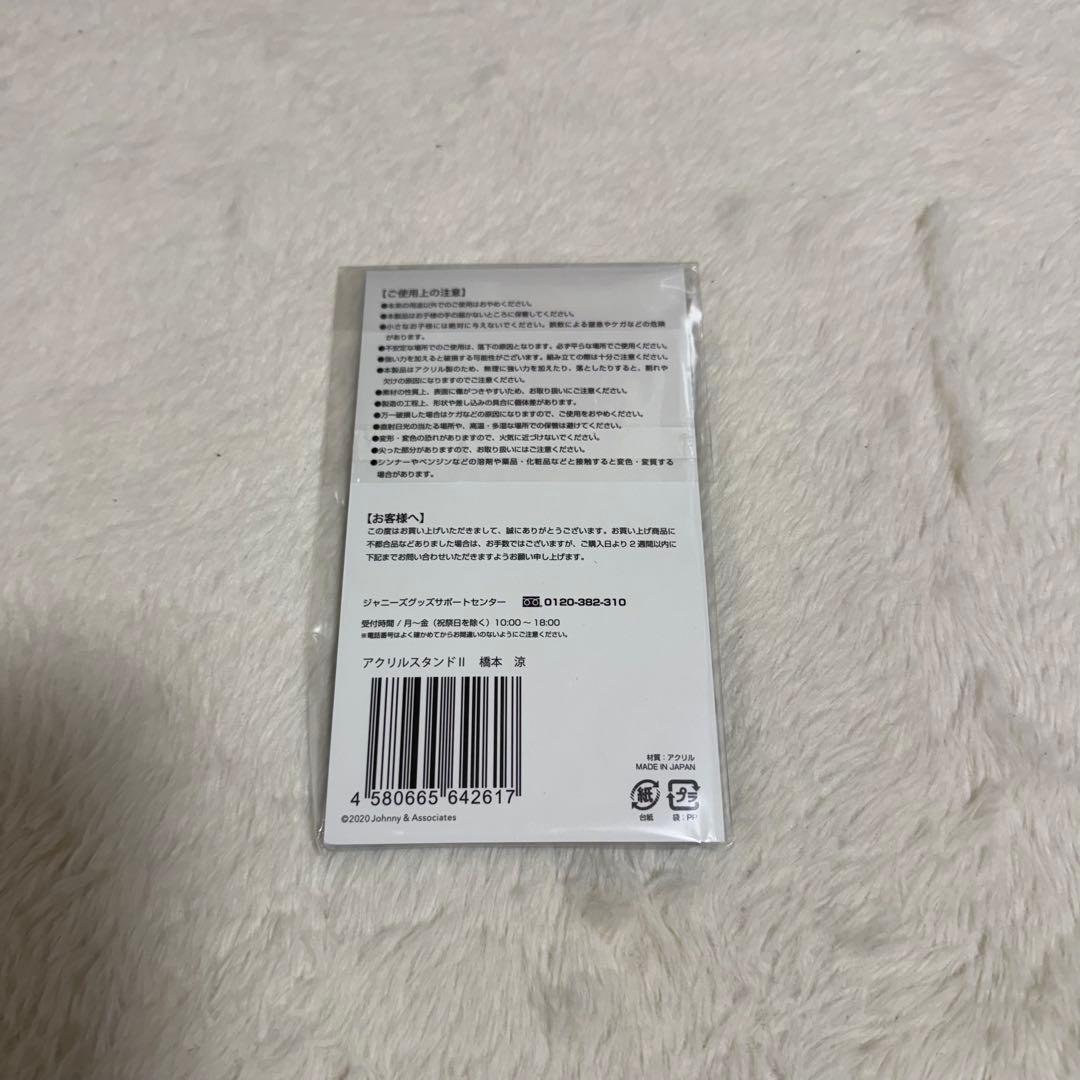 【ご使用上の注意】
●本来の用途以外でのご使用はおやめください。
●本製品はお子様の手の届かないところに保管してください。
●小さなお子様には絶対に与えないでください。誤飲による窒息やケガなどの危険
があります。
●不安定な場所でのご使用は、落下の原因となります。必ず平らな場所でご使用ください。
●強い力を加えると破損する可能性がございます。組み立ての際は十分ご注意ください。
●本製品はアクリル製のため、無理に強い力を加えたり、落としたりすると、割れや
欠けの原因になりますのでご注意ください。
●素材の性質上、表面に傷がつきやすいため、お取り扱いにご注意ください。
●製造の工程上、形状や差し込みの具合に個体差があります。
●万一破損した場合はケガなどの原因になりますので、ご使用をおやめください。
●直射日光の当たる場所や、高温・多湿な場所での保管は避けてください。
●変形・変色の恐れがありますので、火気に近づけないでください。
●尖った部分がありますので、お取り扱いにはご注意ください。
●シンナーやベンジンなどの溶剤や薬品・化粧品などと接触すると変色・変質する
場合があります。
【お客様へ】
この度はお買い上げいただきまして、誠にありがとうございます。お買い上げ商品に
不都合品などありました場合は、お手数ではございますが、ご購入日より2週間以内に
下記までお問い合わせいただきますようお願い申し上げます。
ジャニーズグッズサポートセンター 0120-382-310
受付時間 / 月〜金（祝祭日を除く）10:00〜18:00
※電話番号はよく確かめてからお間違いのないようにご注意ください。
アクリルスタンドⅡ 橋本 涼
4 580665 642617
©2020 Johnny & Associates
材質：アクリル
MADE IN JAPAN
紙 プラ
台紙 袋：PP